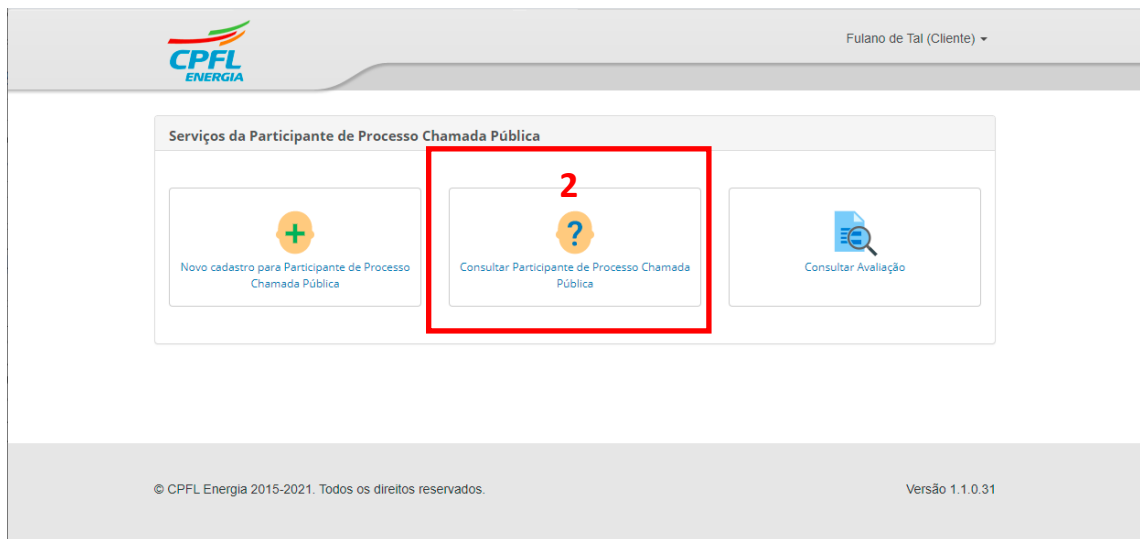 CPFL
ENERGIA
Fulano de Tal (Cliente)
Serviços da Participante de Processo Chamada Pública
2
+
Novo cadastro para Participante de Processo
Chamada Pública
?
Consultar Participante de Processo Chamada
Pública
Consultar Avaliação
© CPFL Energia 2015-2021. Todos os direitos reservados.
Versão 1.1.0.31